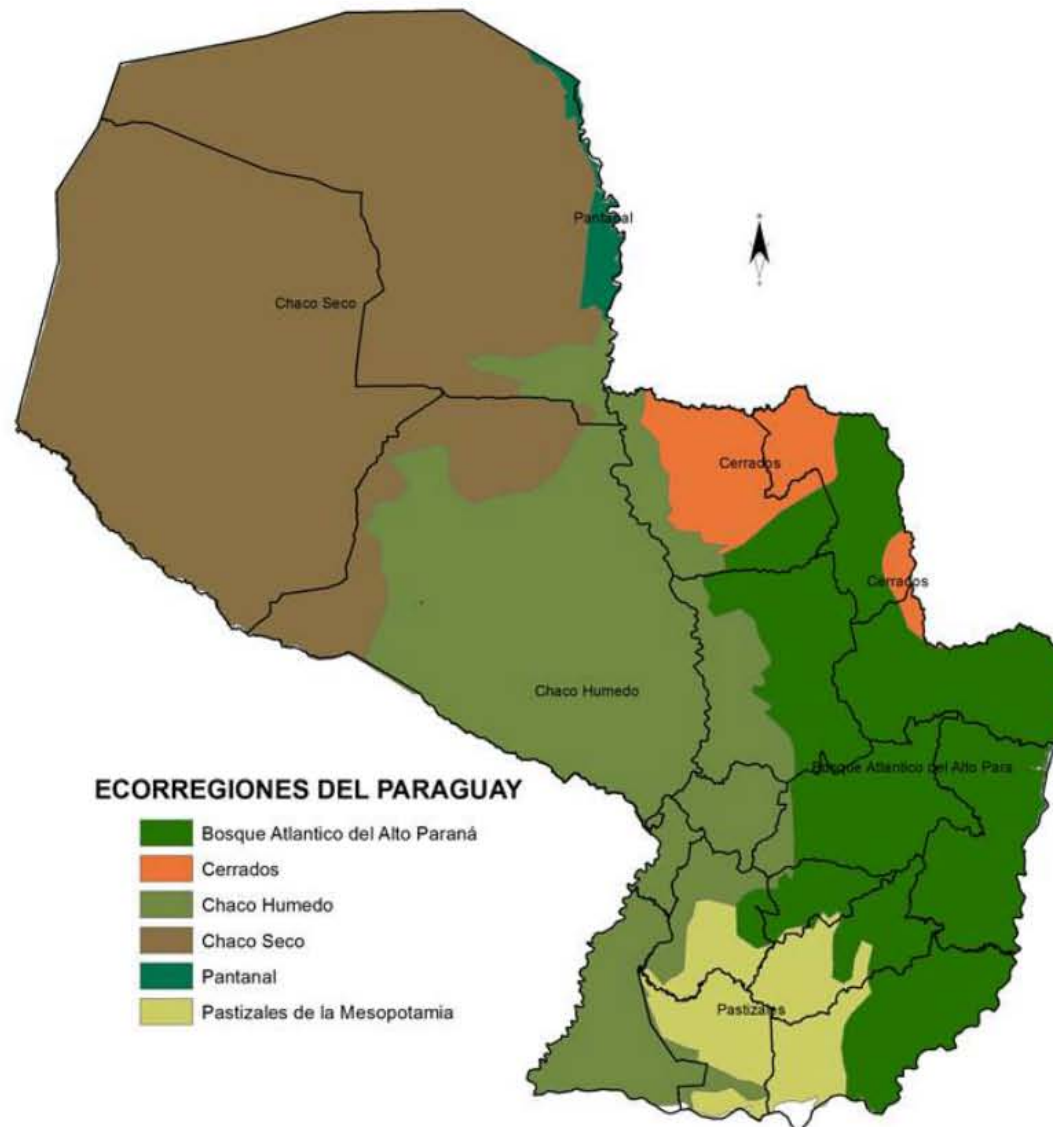 Pantanal
Chaco Seco
Cerrados
Cerrados
Chaco Humedo
Bosque Atlantico del Alto Para
Pastizales
ECORREGIONES DEL PARAGUAY
Bosque Atlantico del Alto Paraná
Cerrados
Chaco Humedo
Chaco Seco
Pantanal
Pastizales de la Mesopotamia